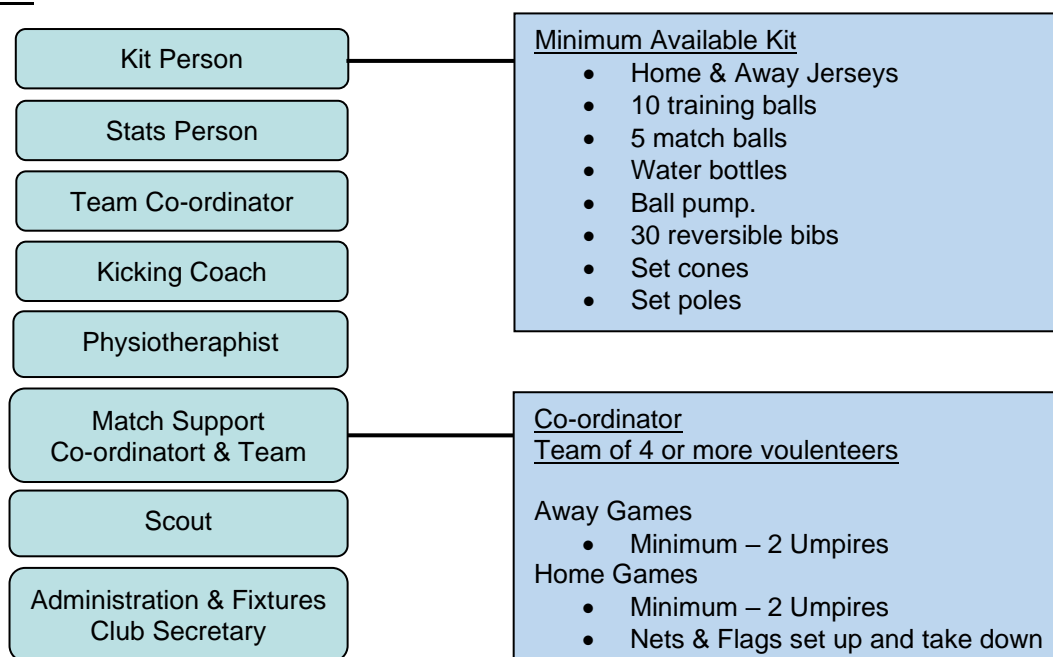 Kit Person
Stats Person
Team Co-ordinator
Kicking Coach
Physiotheraphist
Match Support
Co-ordinatort & Team
Scout
Administration & Fixtures
Club Secretary
Minimum Available Kit
• Home & Away Jerseys
• 10 training balls
• 5 match balls
• Water bottles
• Ball pump.
• 30 reversible bibs
• Set cones
• Set poles
Co-ordinator
Team of 4 or more voulenteers
Away Games
• Minimum – 2 Umpires
Home Games
• Minimum – 2 Umpires
• Nets & Flags set up and take down